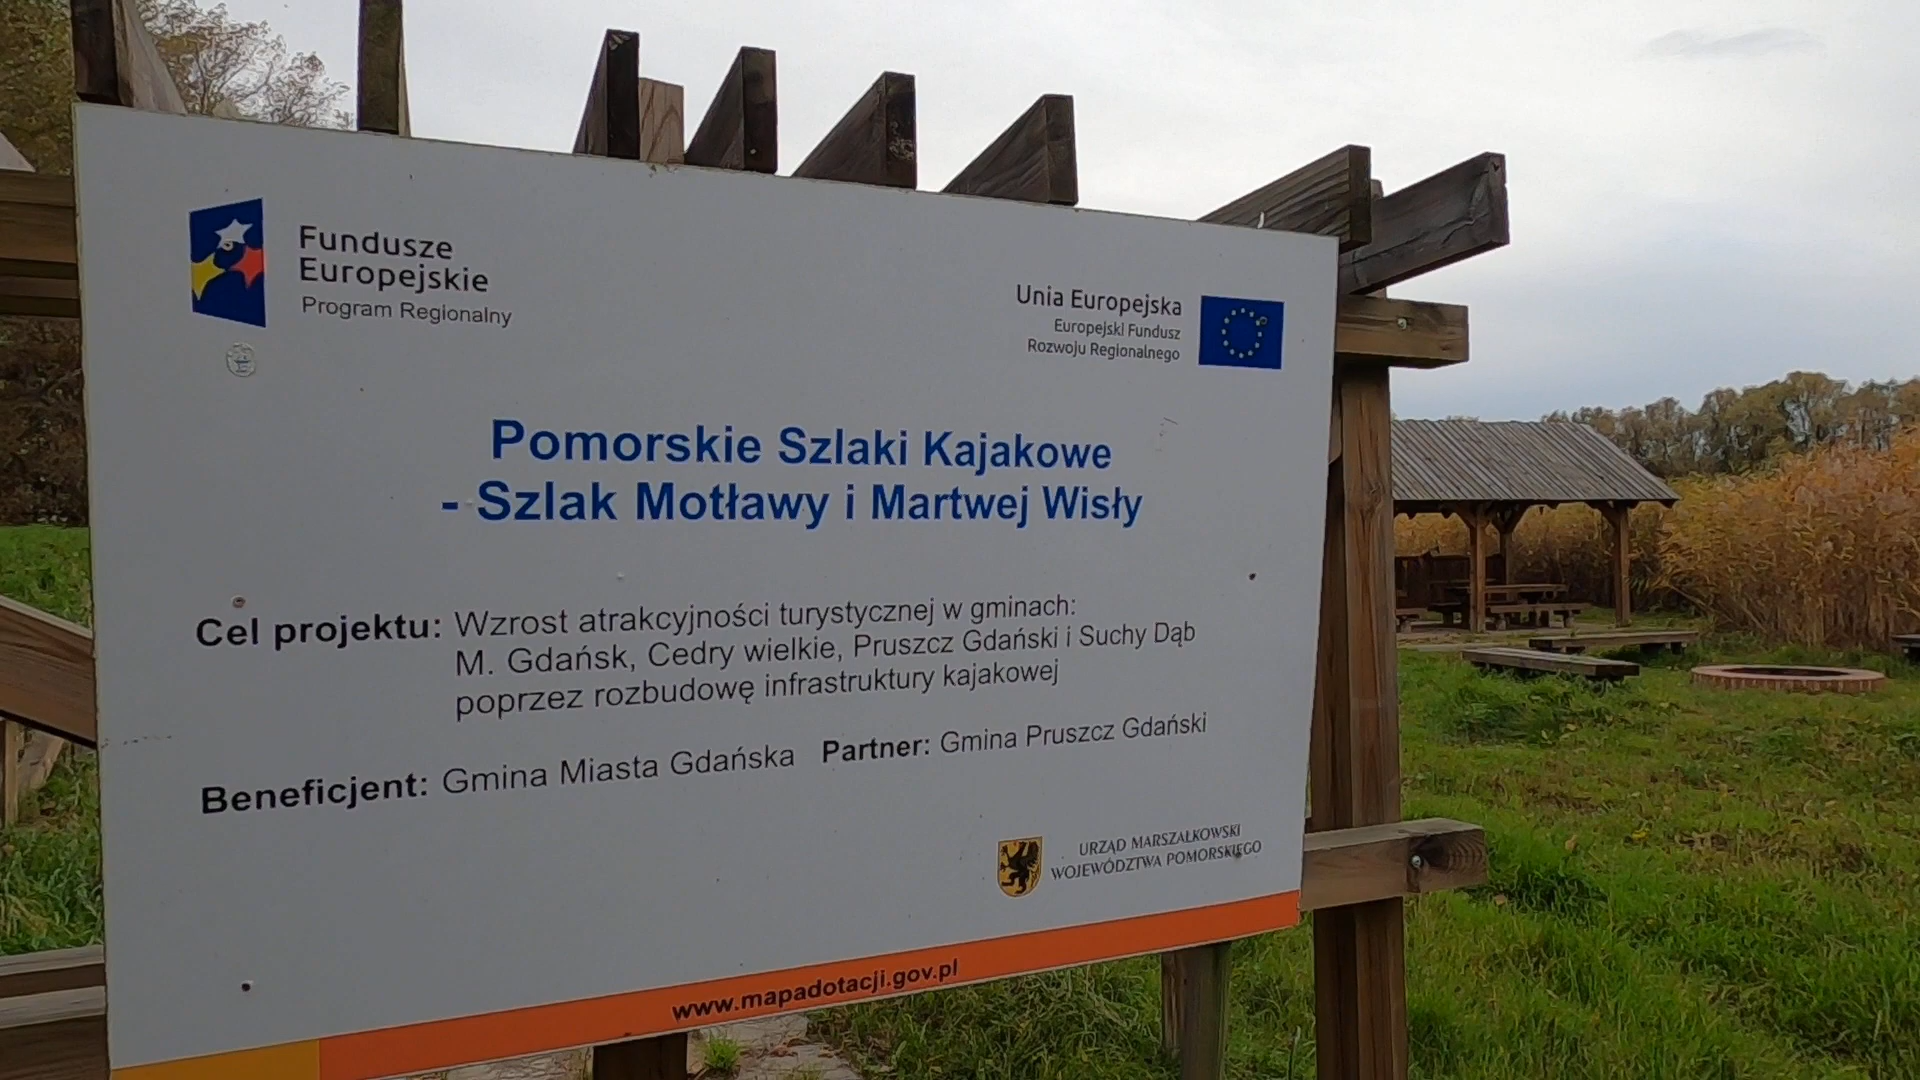 Fundusze
Europejskie
Program Regionalny
Unia Europejska
Europejski Fundusz
Rozwoju Regionalnego
Pomorskie Szlaki Kajakowe
- Szlak Motławy i Martwej Wisły
Cel projektu: Wzrost atrakcyjności turystycznej w gminach:
M. Gdańsk, Cedry wielkie, Pruszcz Gdański i Suchy Dąb
poprzez rozbudowę infrastruktury kajakowej
Beneficjent: Gmina Miasta Gdańska Partner: Gmina Pruszcz Gdański
URZĄD MARSZAŁKOWSKI
WOJEWÓDZTWA POMORSKIEGO
www.mapadotacji.gov.pl